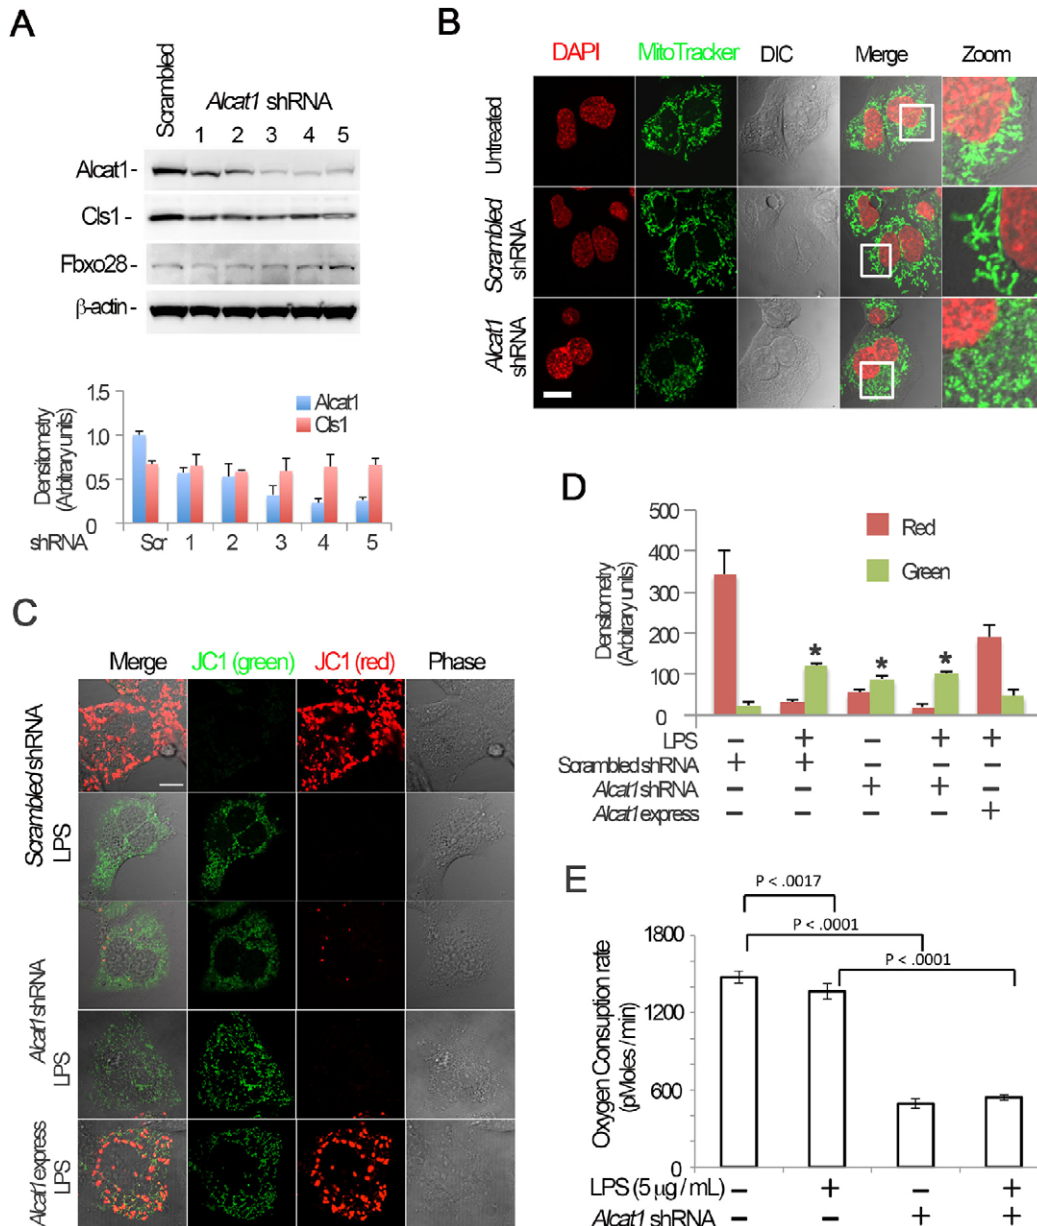 A
Scrambled
Alcat1 shRNA
1 2 3 4 5
Alcat1-
Cls1 -
Fbxo28-
β-actin-
Densitometry
(Arbitrary units)
1.5
1.0
0.5
0
Alcat1
Cls1
shRNA Scr 1 2 3 4 5
B
DAPI MitoTracker DIC Merge Zoom
Untreated
Scrambled
shRNA
Alcat1
shRNA
C
Merge JC1 (green) JC1 (red) Phase
Scrambled shRNA
LPS
Alcat1 shRNA
LPS
Alcat1 express
LPS
D
Densitometry
(Arbitrary units)
500
400
300
200
100
0
Red
Green
* * *
LPS − + − + +
Scrambled shRNA + + − − −
Alcat1 shRNA − − + + −
Alcat1 express − − − − +
E
P < .0017
P < .0001
P < .0001
Oxygen Consuption rate
(pMoles / min)
1800
1200
600
0
LPS (5 µg / mL) − + − +
Alcat1 shRNA − − + +